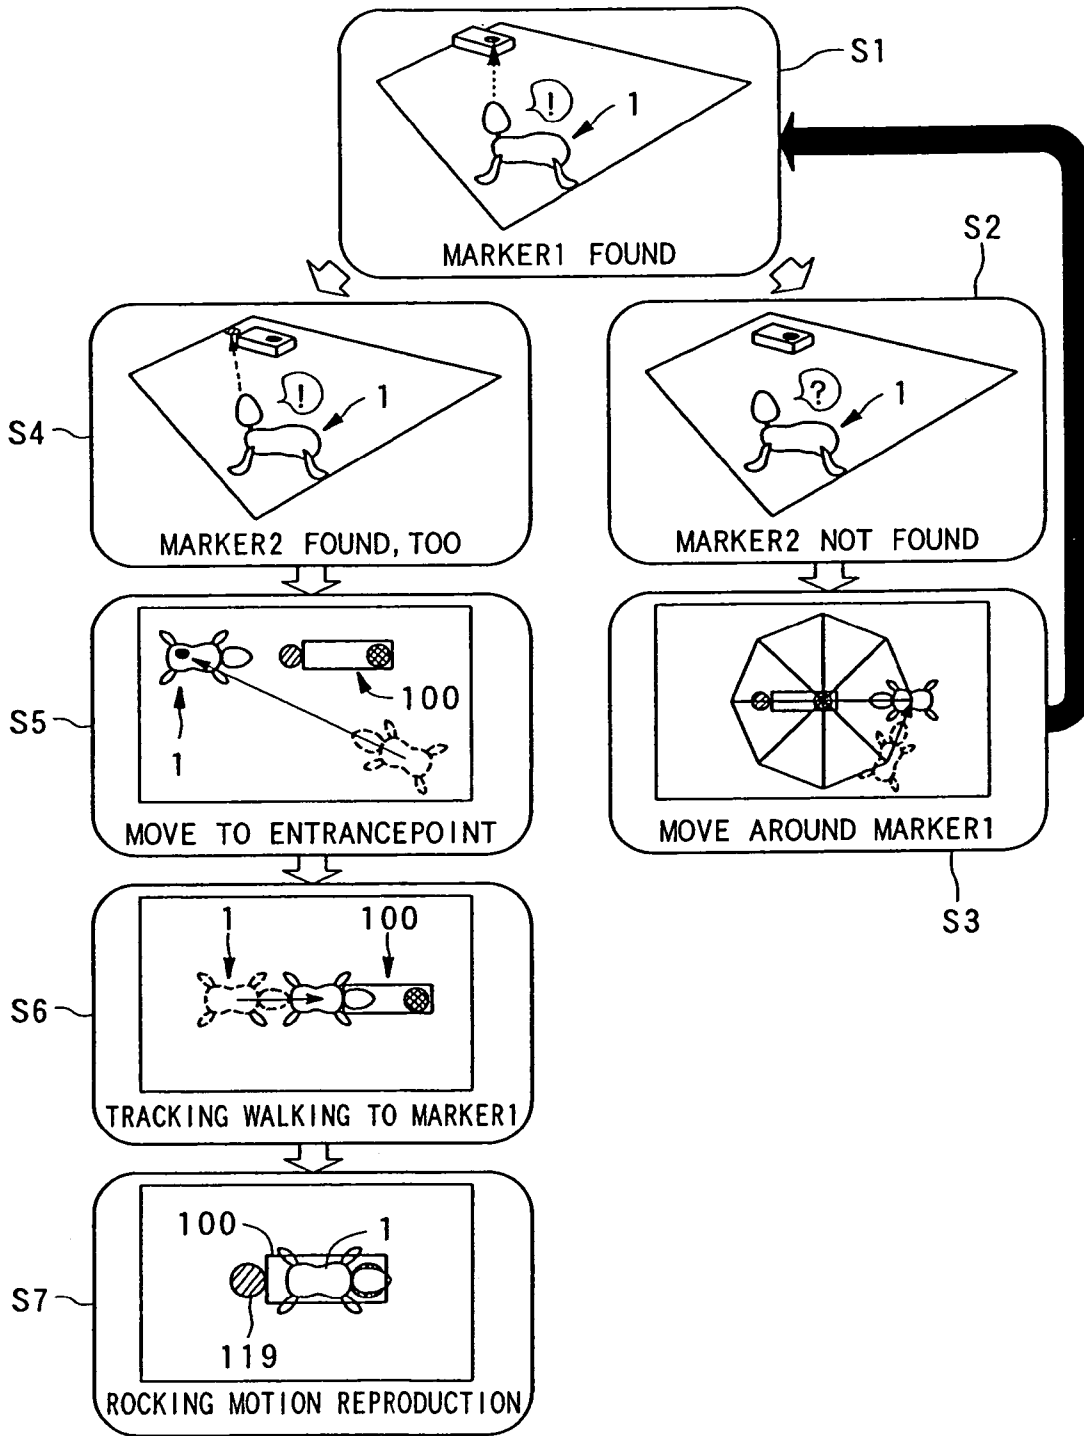 S1
!
1
MARKER1 FOUND
S2
S4
!
1
MARKER2 FOUND, TOO
?
1
MARKER2 NOT FOUND
S5
1
100
MOVE TO ENTRANCEPOINT
MOVE AROUND MARKER1
S3
S6
1
100
TRACKING WALKING TO MARKER1
S7
100
1
119
ROCKING MOTION REPRODUCTION